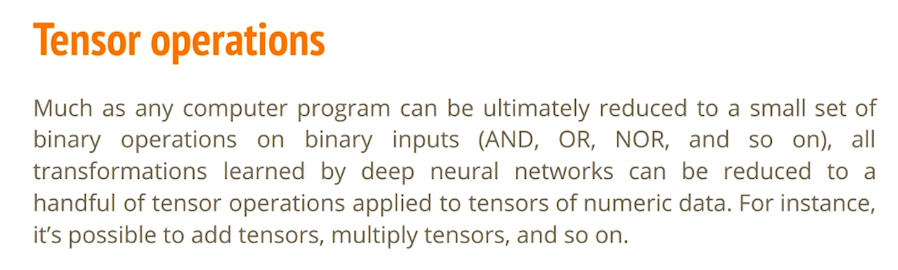 Tensor operations
Much as any computer program can be ultimately reduced to a small set of
binary operations on binary inputs (AND, OR, NOR, and so on), all
transformations learned by deep neural networks can be reduced to a
handful of tensor operations applied to tensors of numeric data. For instance,
it’s possible to add tensors, multiply tensors, and so on.